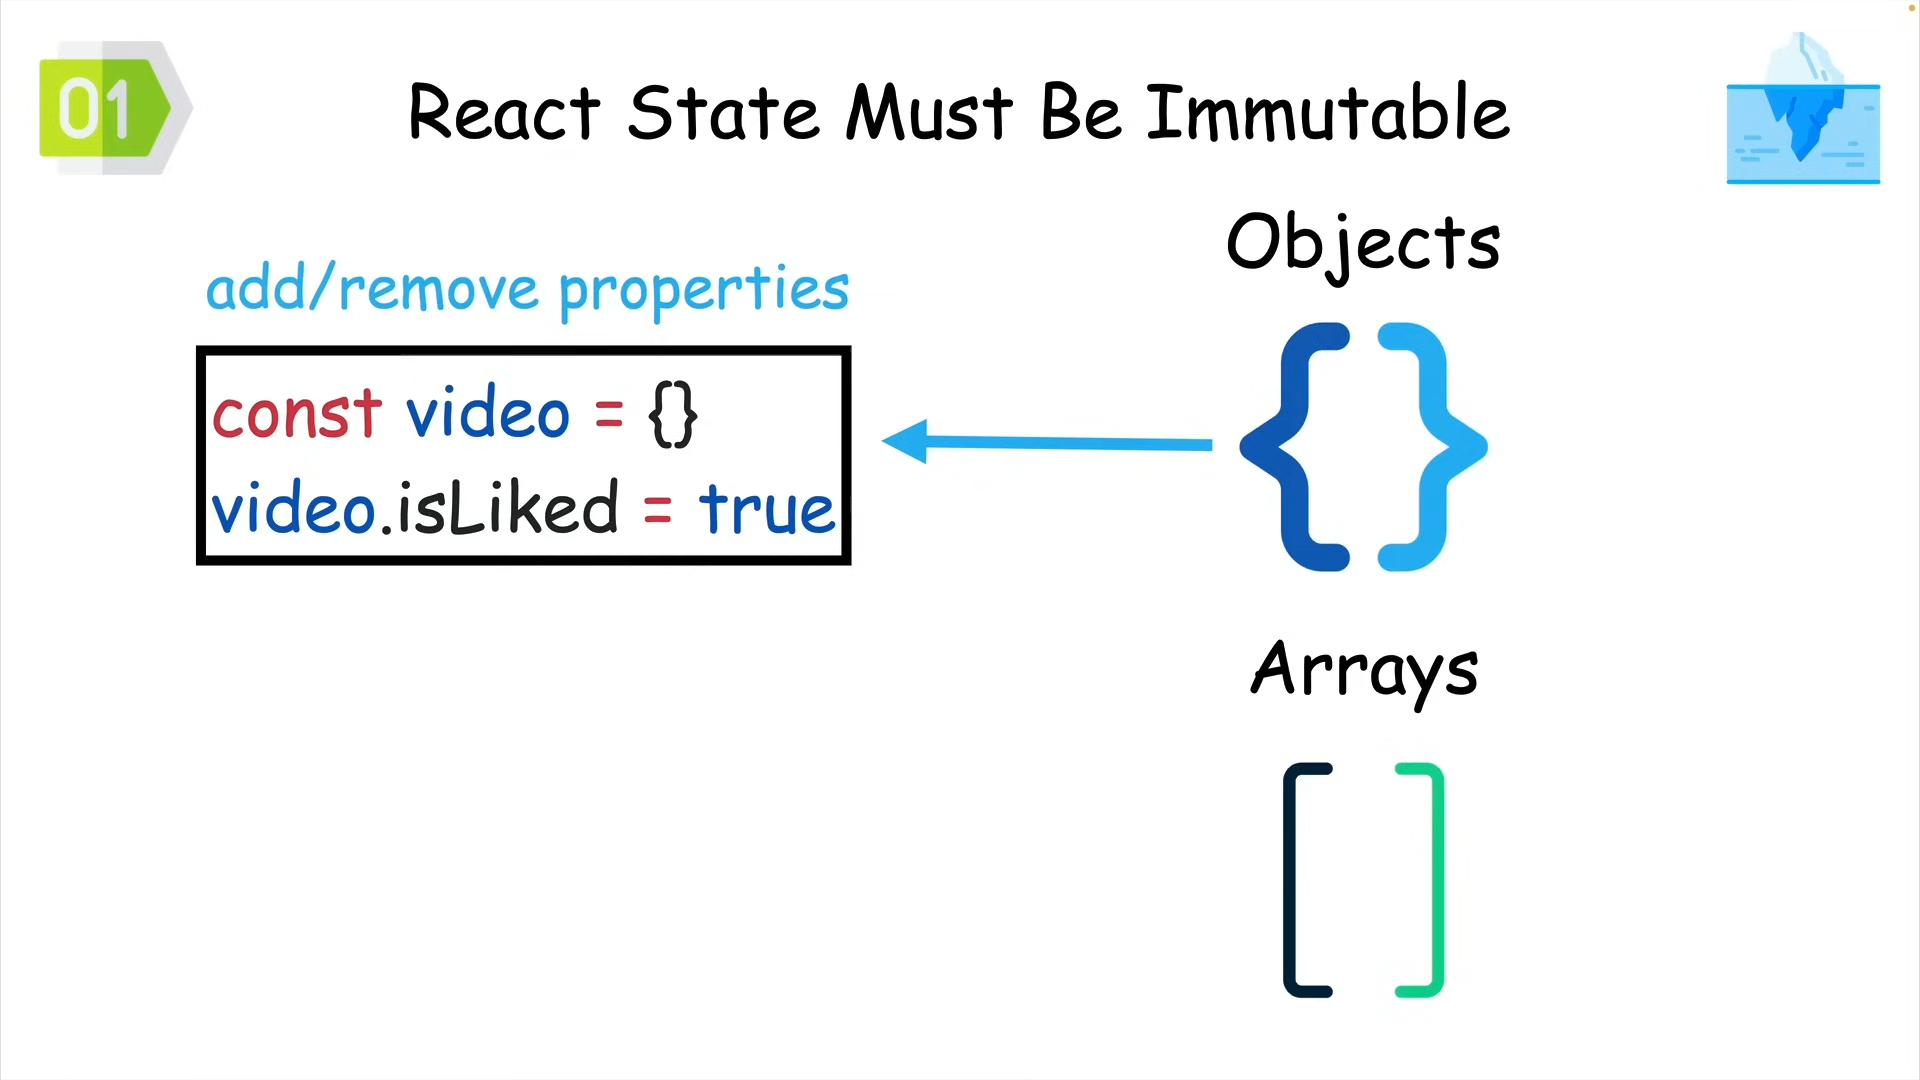 01
React State Must Be Immutable
Objects
add/remove properties
const video = {}
video.isLiked = true
{ }
Arrays
[ ]